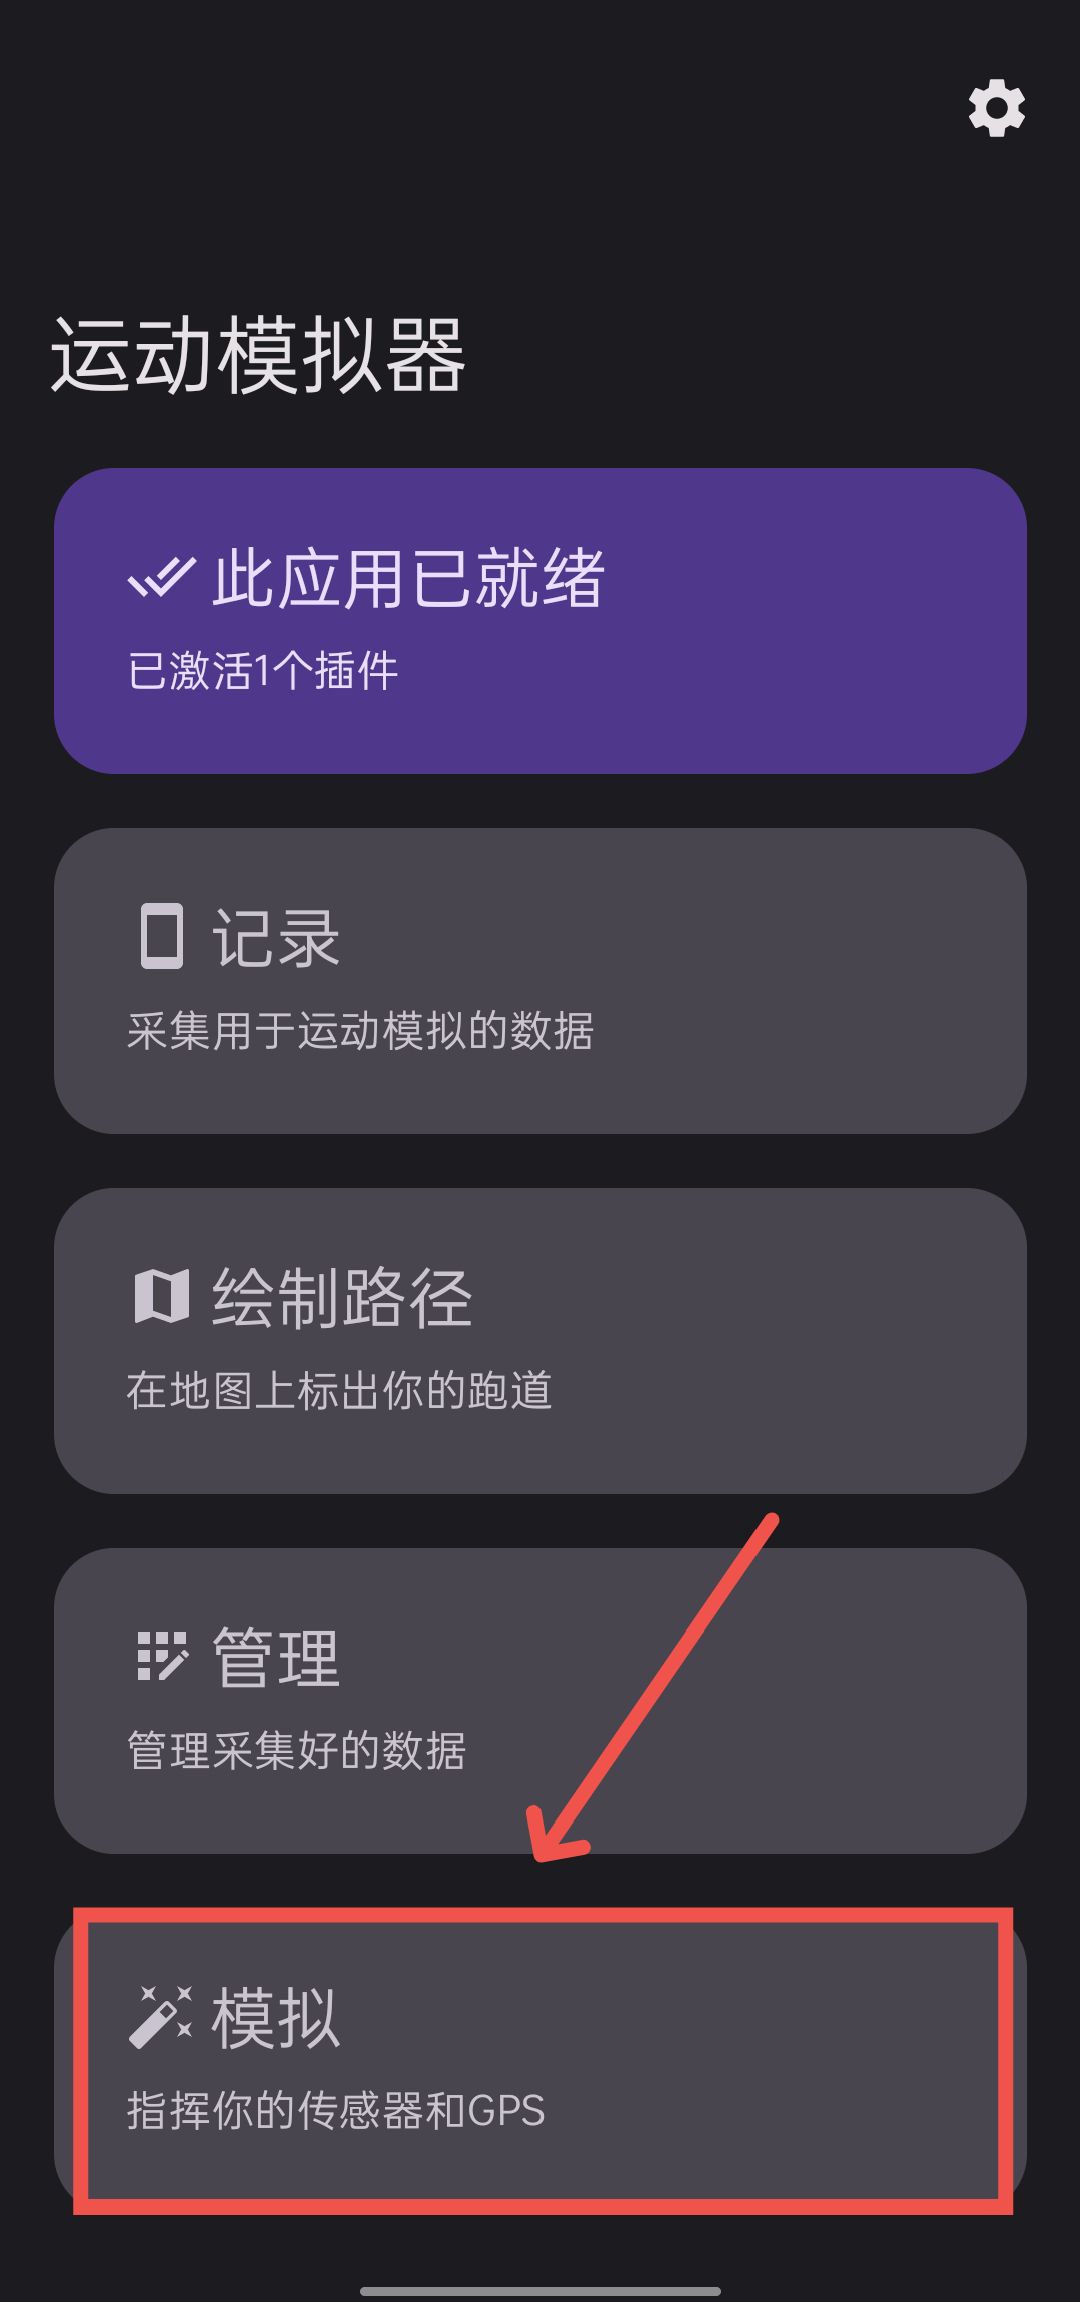 运动模拟器
此应用已就绪
已激活1个插件
记录
采集用于运动模拟的数据
绘制路径
在地图上标出你的跑道
管理
管理采集好的数据
模拟
指挥你的传感器和GPS